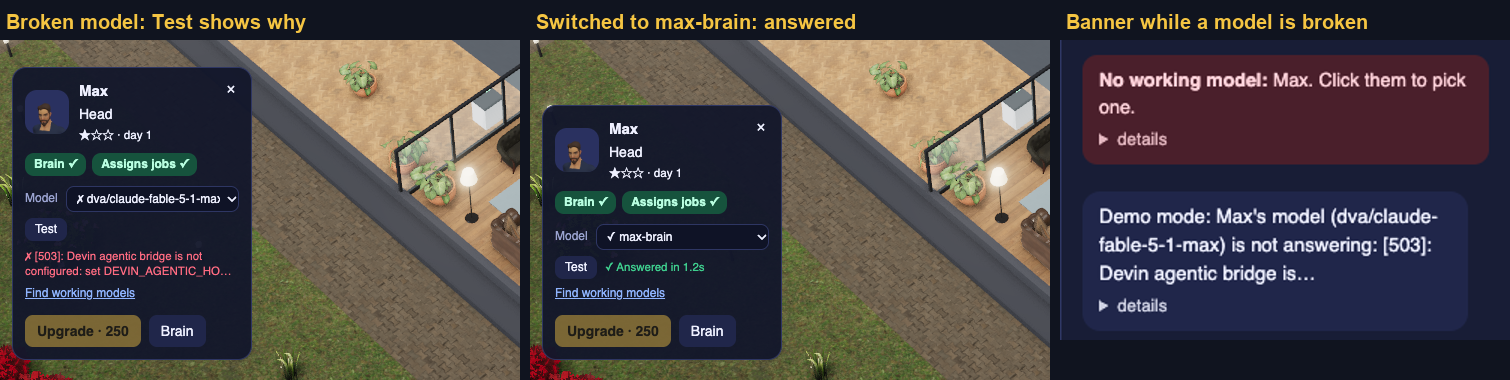 Broken model: Test shows why
Max
×
Head
★☆☆ · day 1
Brain ✓
Assigns jobs ✓
Model
✗ dva/claude-fable-5-1-max
Test
✗ [503]: Devin agentic bridge is not
configured: set DEVIN_AGENTIC_HO…
Find working models
Upgrade · 250
Brain
Switched to max-brain: answered
Max
×
Head
★☆☆ · day 1
Brain ✓
Assigns jobs ✓
Model
✓ max-brain
Test
✓ Answered in 1.2s
Find working models
Upgrade · 250
Brain
Banner while a model is broken
No working model: Max. Click them to pick
one.
▶ details
Demo mode: Max's model (dva/claude-
fable-5-1-max) is not answering: [503]:
Devin agentic bridge is…
▶ details